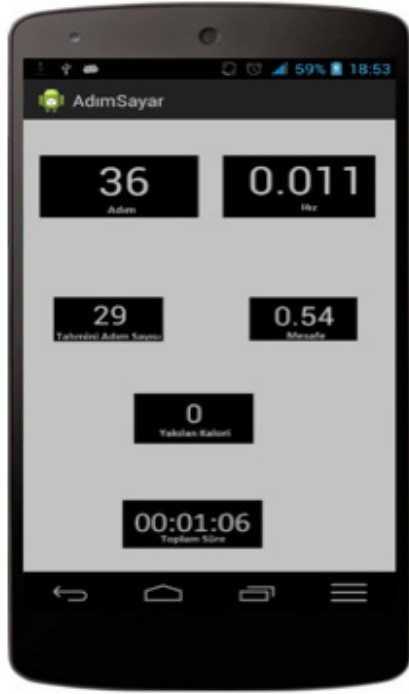 59% 18:53
AdımSayar
36 0.011
Adım Hız
29 0.54
Tahmini Adım Sayısı Mesafe
0
Yakılan Kalori
00:01:06
Toplam Süre